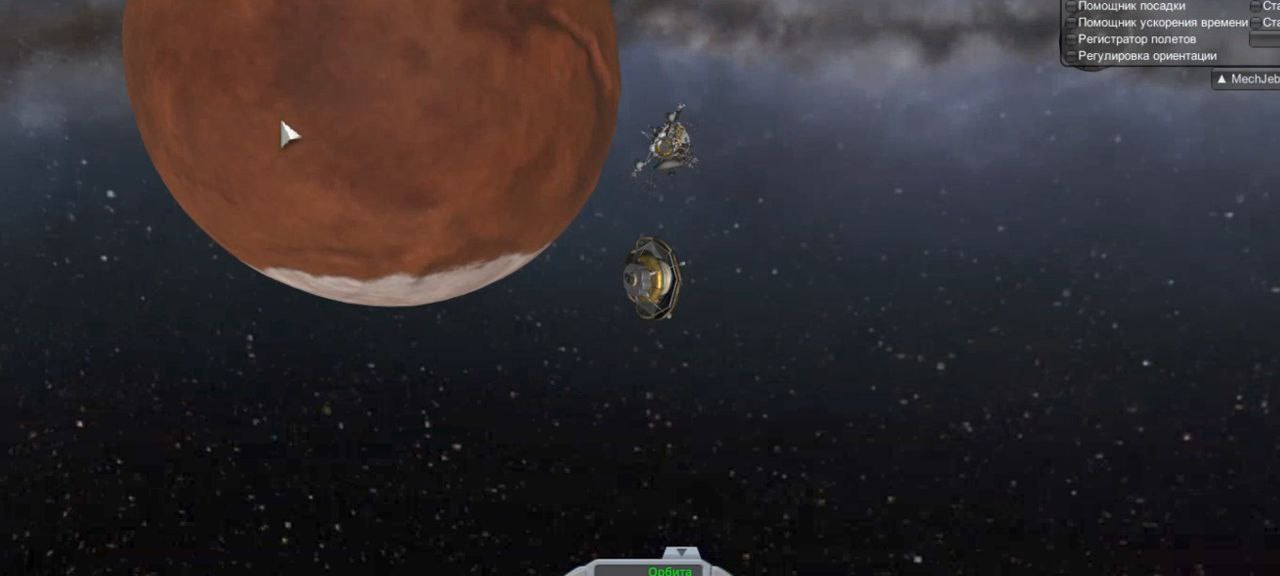 Помощник посадки
Помощник ускорения времени
Регистратор полетов
Регулировка ориентации
▲ MechJeb
Орбита